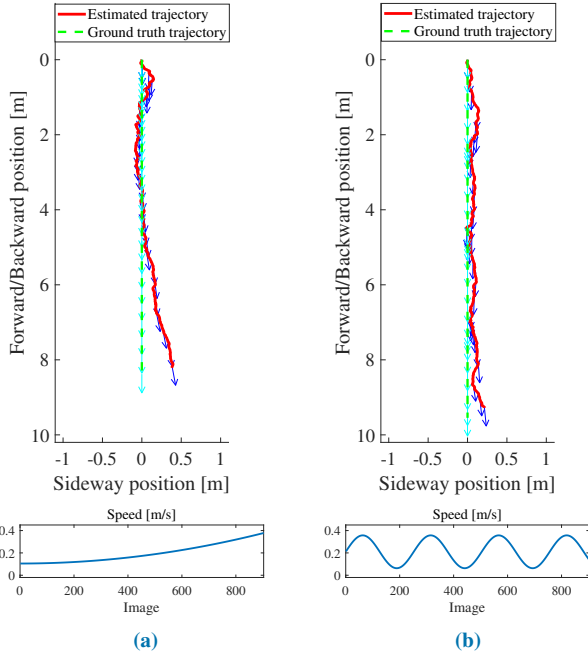 Estimated trajectory
Ground truth trajectory
0
2
4
6
8
10
Forward/Backward position [m]
-1 -0.5 0 0.5 1
Sideway position [m]
Speed [m/s]
0.4
0.2
0
0 200 400 600 800
Image
(a)
Estimated trajectory
Ground truth trajectory
0
2
4
6
8
10
Forward/Backward position [m]
-1 -0.5 0 0.5 1
Sideway position [m]
Speed [m/s]
0.4
0.2
0
0 200 400 600 800
Image
(b)